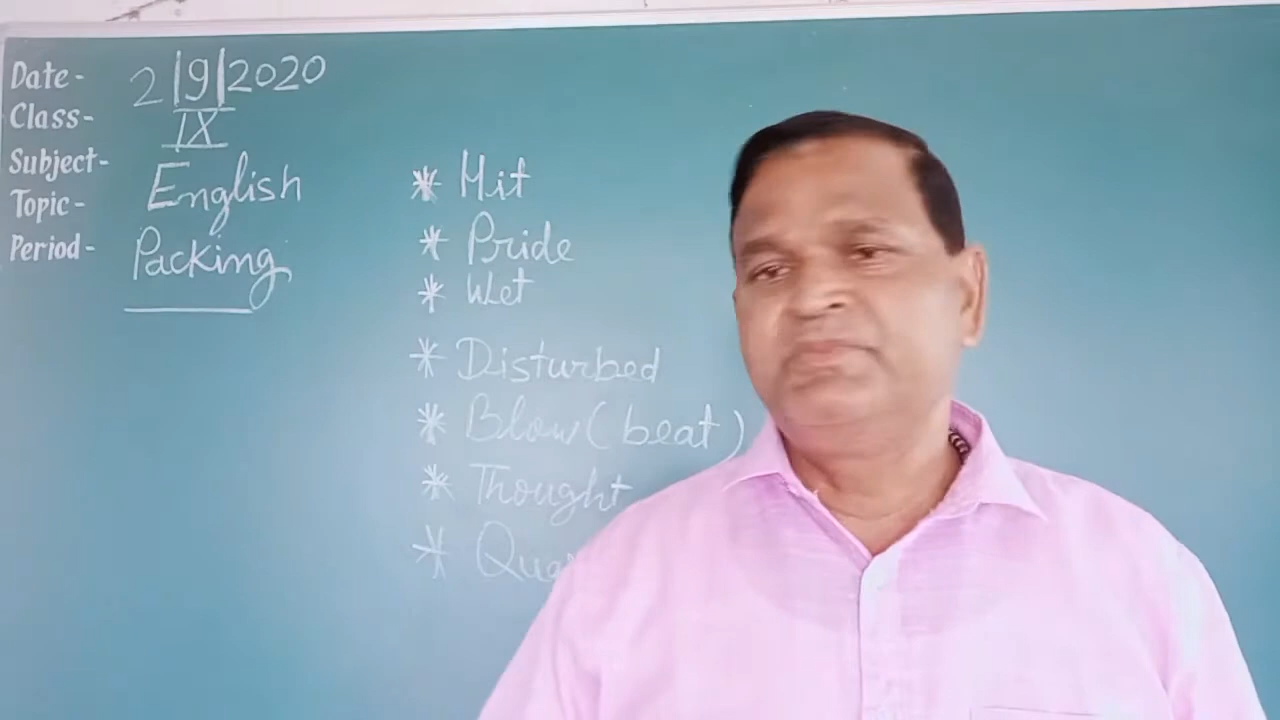 Date- 2/9/2020
Class- IX
Subject- English
Topic- Packing
Period-
* Hit
* Pride
* Wet
* Disturbed
* Blow (beat)
* Thought
*